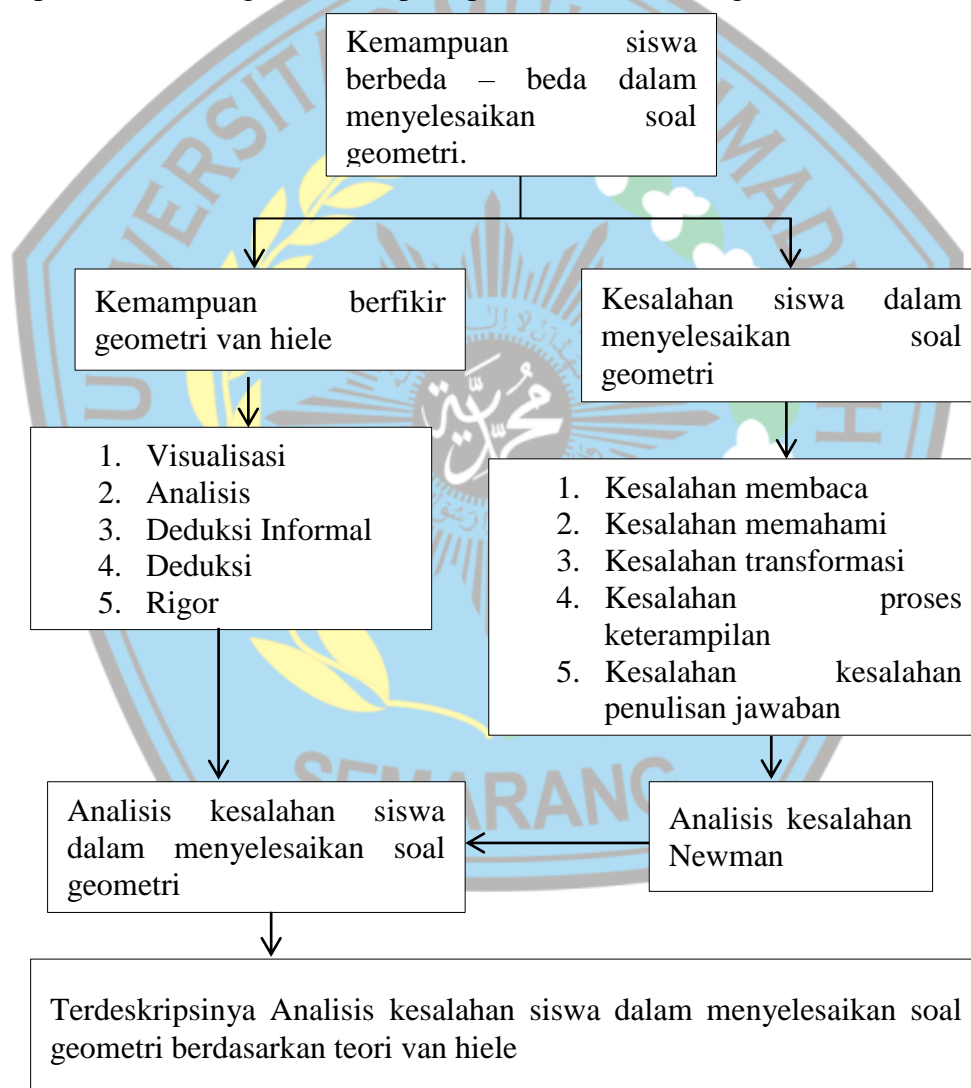 Kemampuan siswa
berbeda – beda dalam
menyelesaikan soal
geometri.
Kemampuan berfikir
geometri van hiele
Kesalahan siswa dalam
menyelesaikan soal
geometri
1. Visualisasi
2. Analisis
3. Deduksi Informal
4. Deduksi
5. Rigor
1. Kesalahan membaca
2. Kesalahan memahami
3. Kesalahan transformasi
4. Kesalahan proses
keterampilan
5. Kesalahan kesalahan
penulisan jawaban
Analisis kesalahan siswa
dalam menyelesaikan soal
geometri
Analisis kesalahan
Newman
Terdeskripsinya Analisis kesalahan siswa dalam menyelesaikan soal
geometri berdasarkan teori van hiele
SEMARANG
محمدية